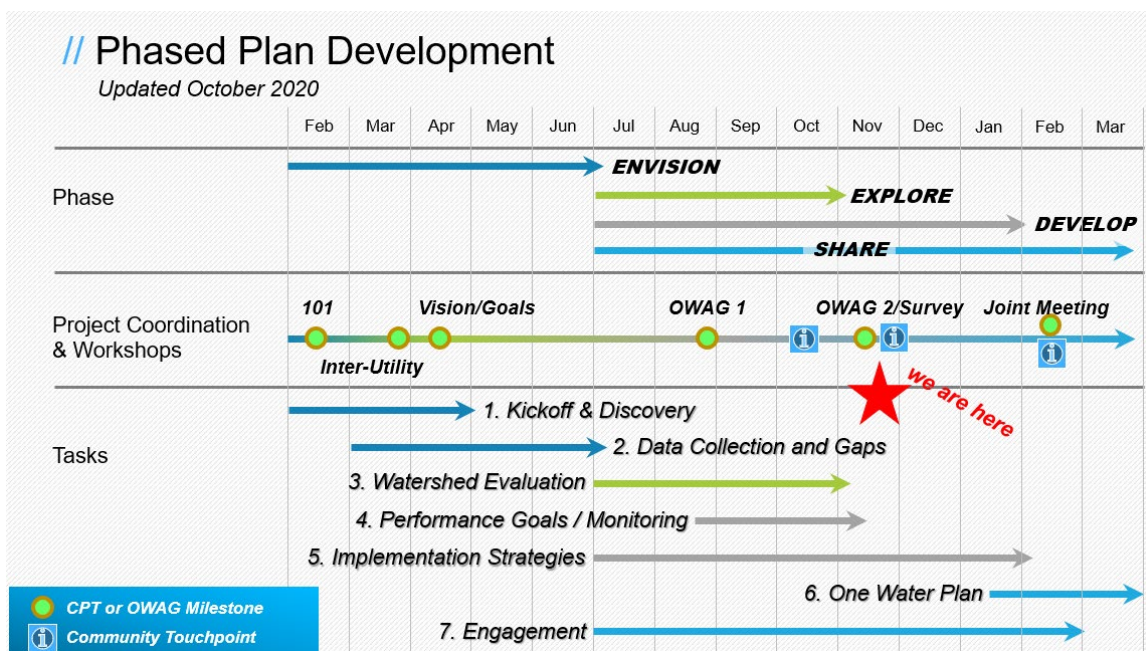 // Phased Plan Development
Updated October 2020
Feb Mar Apr May Jun Jul Aug Sep Oct Nov Dec Jan Feb Mar
Phase
ENVISION
EXPLORE
DEVELOP
SHARE
Project Coordination
& Workshops
101 Vision/Goals OWAG 1 OWAG 2/Survey Joint Meeting
Inter-Utility
we are here
Tasks
1. Kickoff & Discovery
2. Data Collection and Gaps
3. Watershed Evaluation
4. Performance Goals / Monitoring
5. Implementation Strategies
6. One Water Plan
7. Engagement
CPT or OWAG Milestone
Community Touchpoint